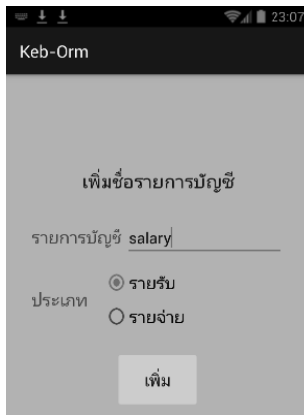 23:07
Keb-Orm
เพิ่มชื่อรายการบัญชี
รายการบัญชี salary
รายรับ
ประเภท
รายจ่าย
เพิ่ม